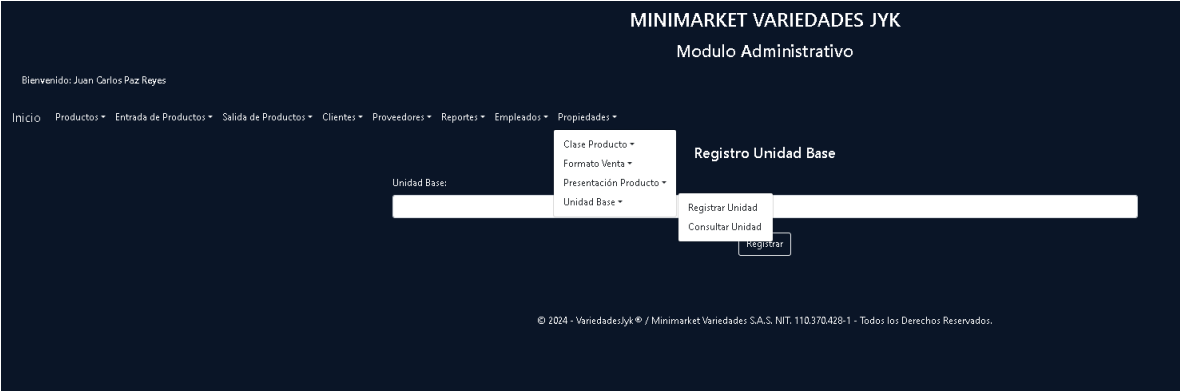 MINIMARKET VARIEDADES JYK
Modulo Administrativo
Bienvenido: Juan Carlos Paz Reyes
Inicio Productos Entrada de Productos Salida de Productos Clientes Proveedores Reportes Empleados Propiedades
Clase Producto
Formato Venta
Presentación Producto
Unidad Base
Registrar Unidad
Consultar Unidad
Registro Unidad Base
Unidad Base:
Registrar
© 2024 - VariedadesJyk ® / Minimarket Variedades S.A.S. NIT. 110.370.428-1 - Todos los Derechos Reservados.